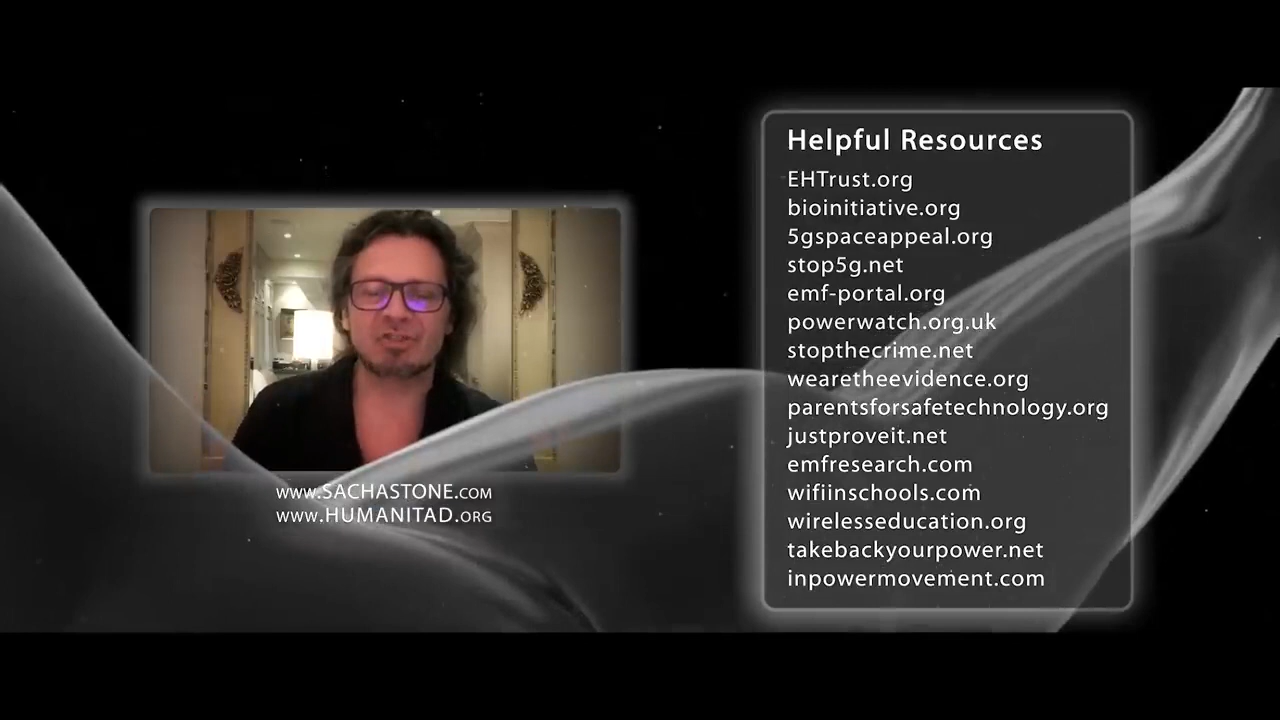 www.SACHASTONE.COM
www.HUMANITAD.ORG
Helpful Resources
EHTrust.org
bioinitiative.org
5gspaceappeal.org
stop5g.net
emf-portal.org
powerwatch.org.uk
stopthecrime.net
wearetheevidence.org
parentsforsafetechnology.org
justproveit.net
emfresearch.com
wifiinschools.com
wirelesseducation.org
takebackyourpower.net
inpowermovement.com